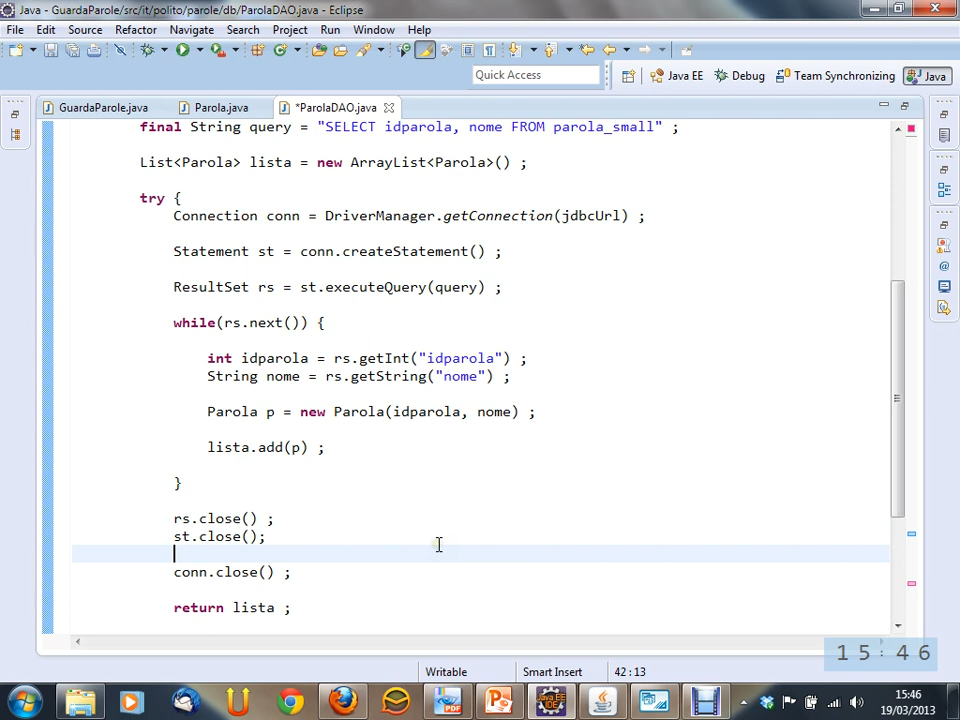 Java - GuardaParole/src/it/polito/parole/db/ParolaDAO.java - Eclipse
File Edit Source Refactor Navigate Search Project Run Window Help
Quick Access
Java EE
Debug
Team Synchronizing
Java
GuardaParole.java
Parola.java
*ParolaDAO.java
final String query = "SELECT idparola, nome FROM parola_small" ;
List<Parola> lista = new ArrayList<Parola>() ;
try {
Connection conn = DriverManager.getConnection(jdbcUrl) ;
Statement st = conn.createStatement() ;
ResultSet rs = st.executeQuery(query) ;
while(rs.next()) {
int idparola = rs.getInt("idparola") ;
String nome = rs.getString("nome") ;
Parola p = new Parola(idparola, nome) ;
lista.add(p) ;
}
rs.close() ;
st.close();
conn.close() ;
return lista ;
15:46
Writable
Smart Insert
42 : 13
15:46
19/03/2013